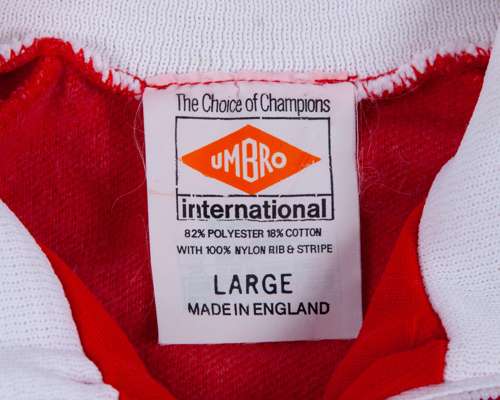 The Choice of Champions
UMBRO
international
82% POLYESTER 18% COTTON
WITH 100% NYLON RIB & STRIPE
LARGE
MADE IN ENGLAND